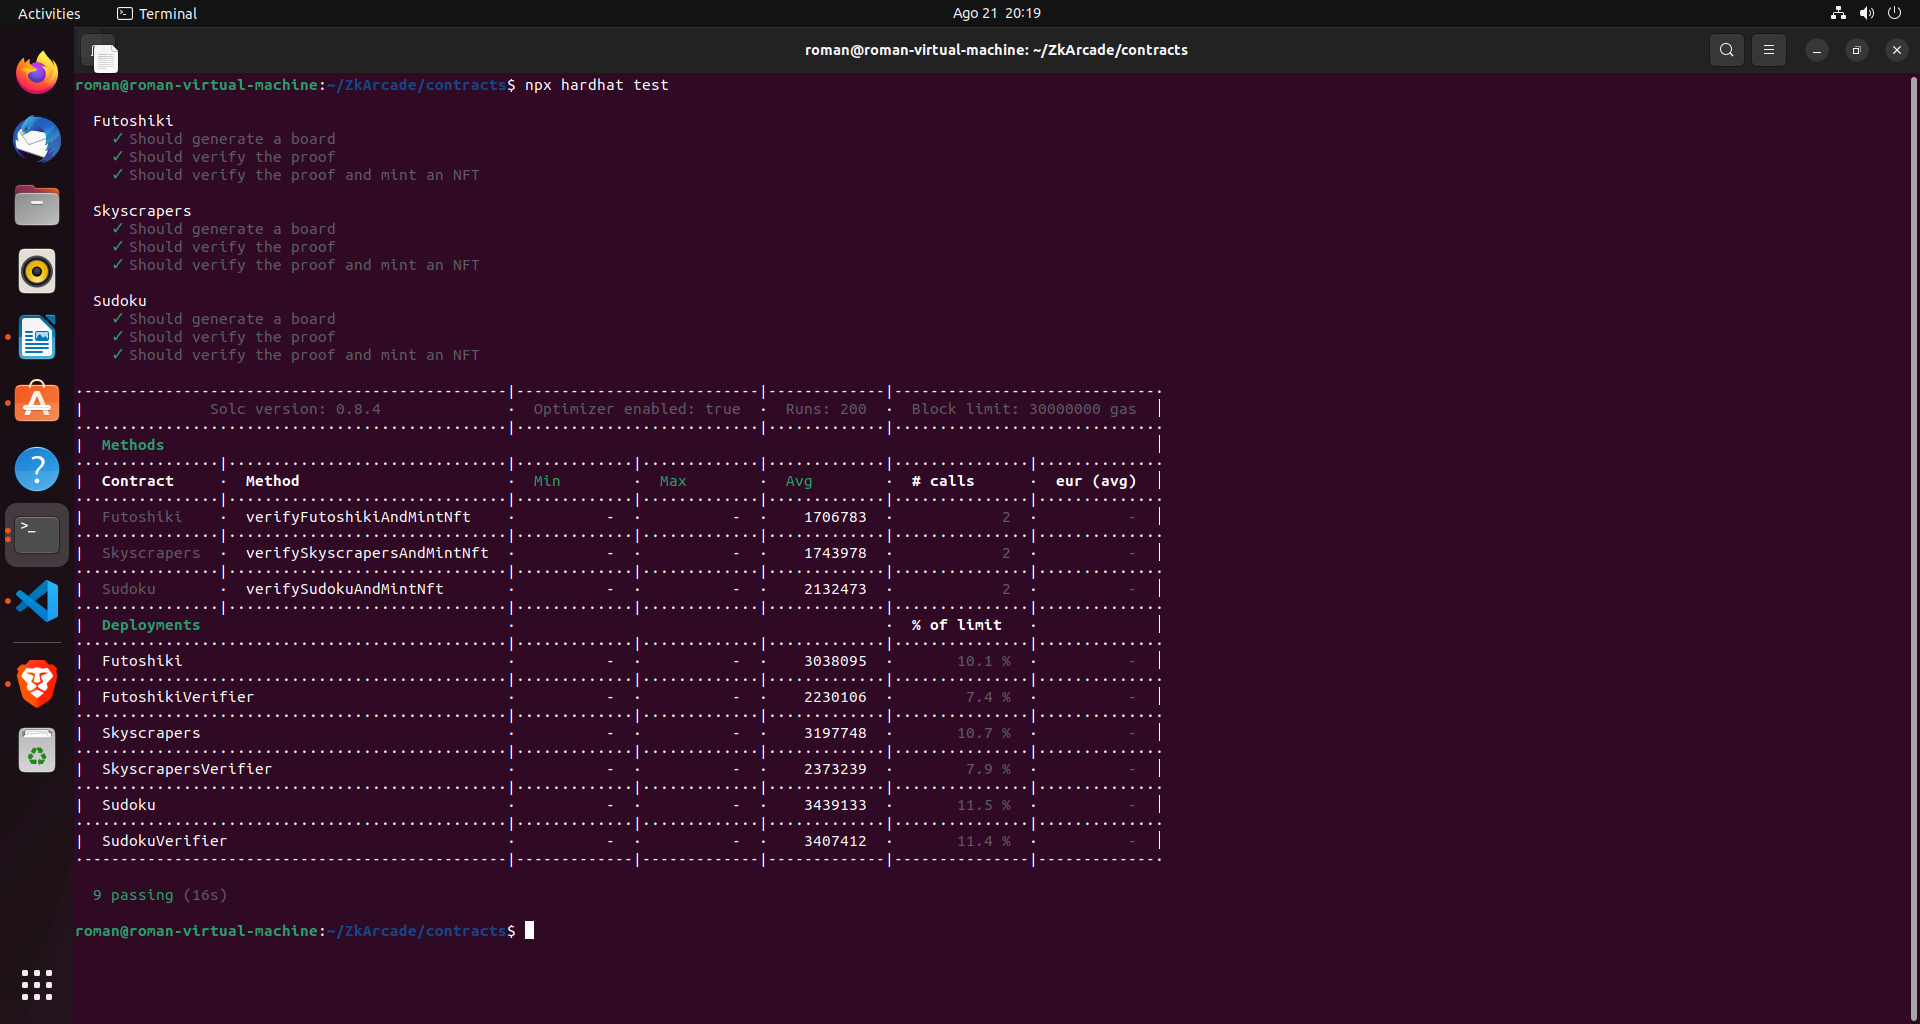 Activities Terminal Ago 21 20:19
roman@roman-virtual-machine: ~/ZkArcade/contracts
roman@roman-virtual-machine:~/ZkArcade/contracts$ npx hardhat test
Futoshiki
✓ Should generate a board
✓ Should verify the proof
✓ Should verify the proof and mint an NFT
Skyscrapers
✓ Should generate a board
✓ Should verify the proof
✓ Should verify the proof and mint an NFT
Sudoku
✓ Should generate a board
✓ Should verify the proof
✓ Should verify the proof and mint an NFT
| Solc version: 0.8.4 · Optimizer enabled: true · Runs: 200 · Block limit: 30000000 gas |
| Methods |
| Contract · Method · Min · Max · Avg · # calls · eur (avg) |
| Futoshiki · verifyFutoshikiAndMintNft · - · - · 1706783 · 2 · - |
| Skyscrapers · verifySkyscrapersAndMintNft · - · - · 1743978 · 2 · - |
| Sudoku · verifySudokuAndMintNft · - · - · 2132473 · 2 · - |
| Deployments · · % of limit · |
| Futoshiki · - · - · 3038095 · 10.1 % · - |
| FutoshikiVerifier · - · - · 2230106 · 7.4 % · - |
| Skyscrapers · - · - · 3197748 · 10.7 % · - |
| SkyscrapersVerifier · - · - · 2373239 · 7.9 % · - |
| Sudoku · - · - · 3439133 · 11.5 % · - |
| SudokuVerifier · - · - · 3407412 · 11.4 % · - |
9 passing (16s)
roman@roman-virtual-machine:~/ZkArcade/contracts$